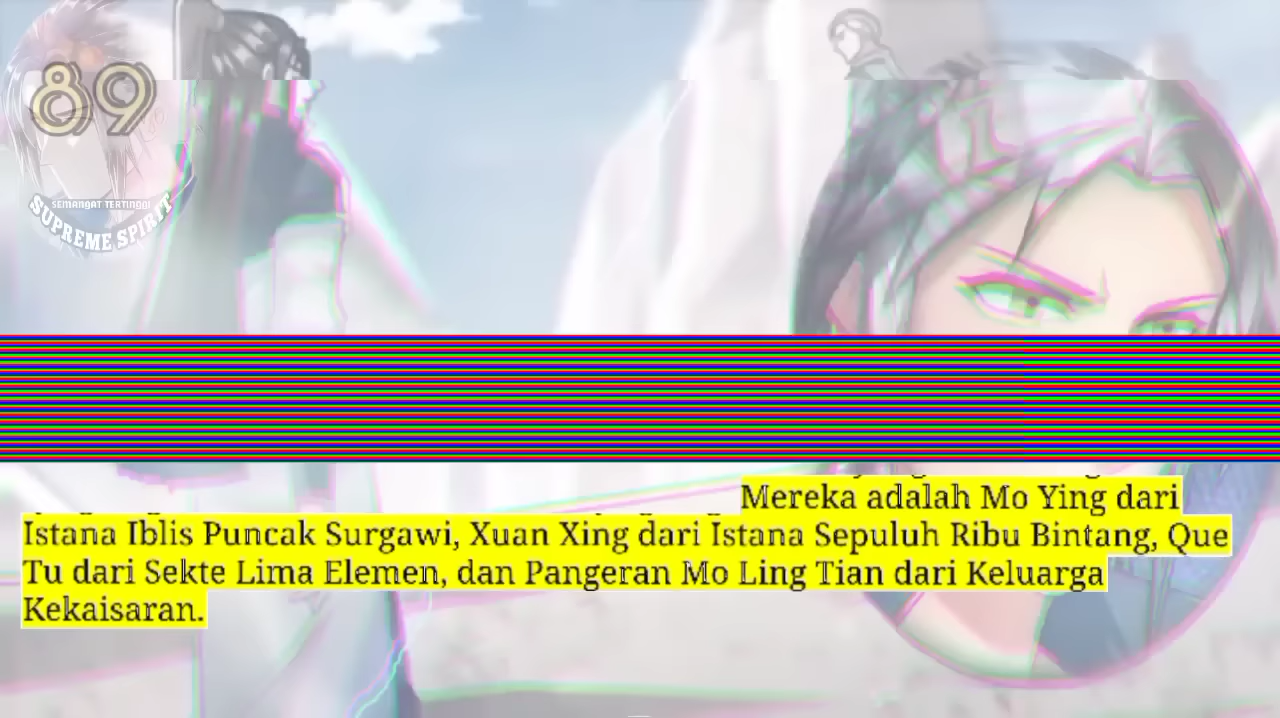 89
SEMANGAT TERTINGGI
SUPREME SPIRIT
Mereka adalah Mo Ying dari
Istana Iblis Puncak Surgawi, Xuan Xing dari Istana Sepuluh Ribu Bintang, Que
Tu dari Sekte Lima Elemen, dan Pangeran Mo Ling Tian dari Keluarga
Kekaisaran.